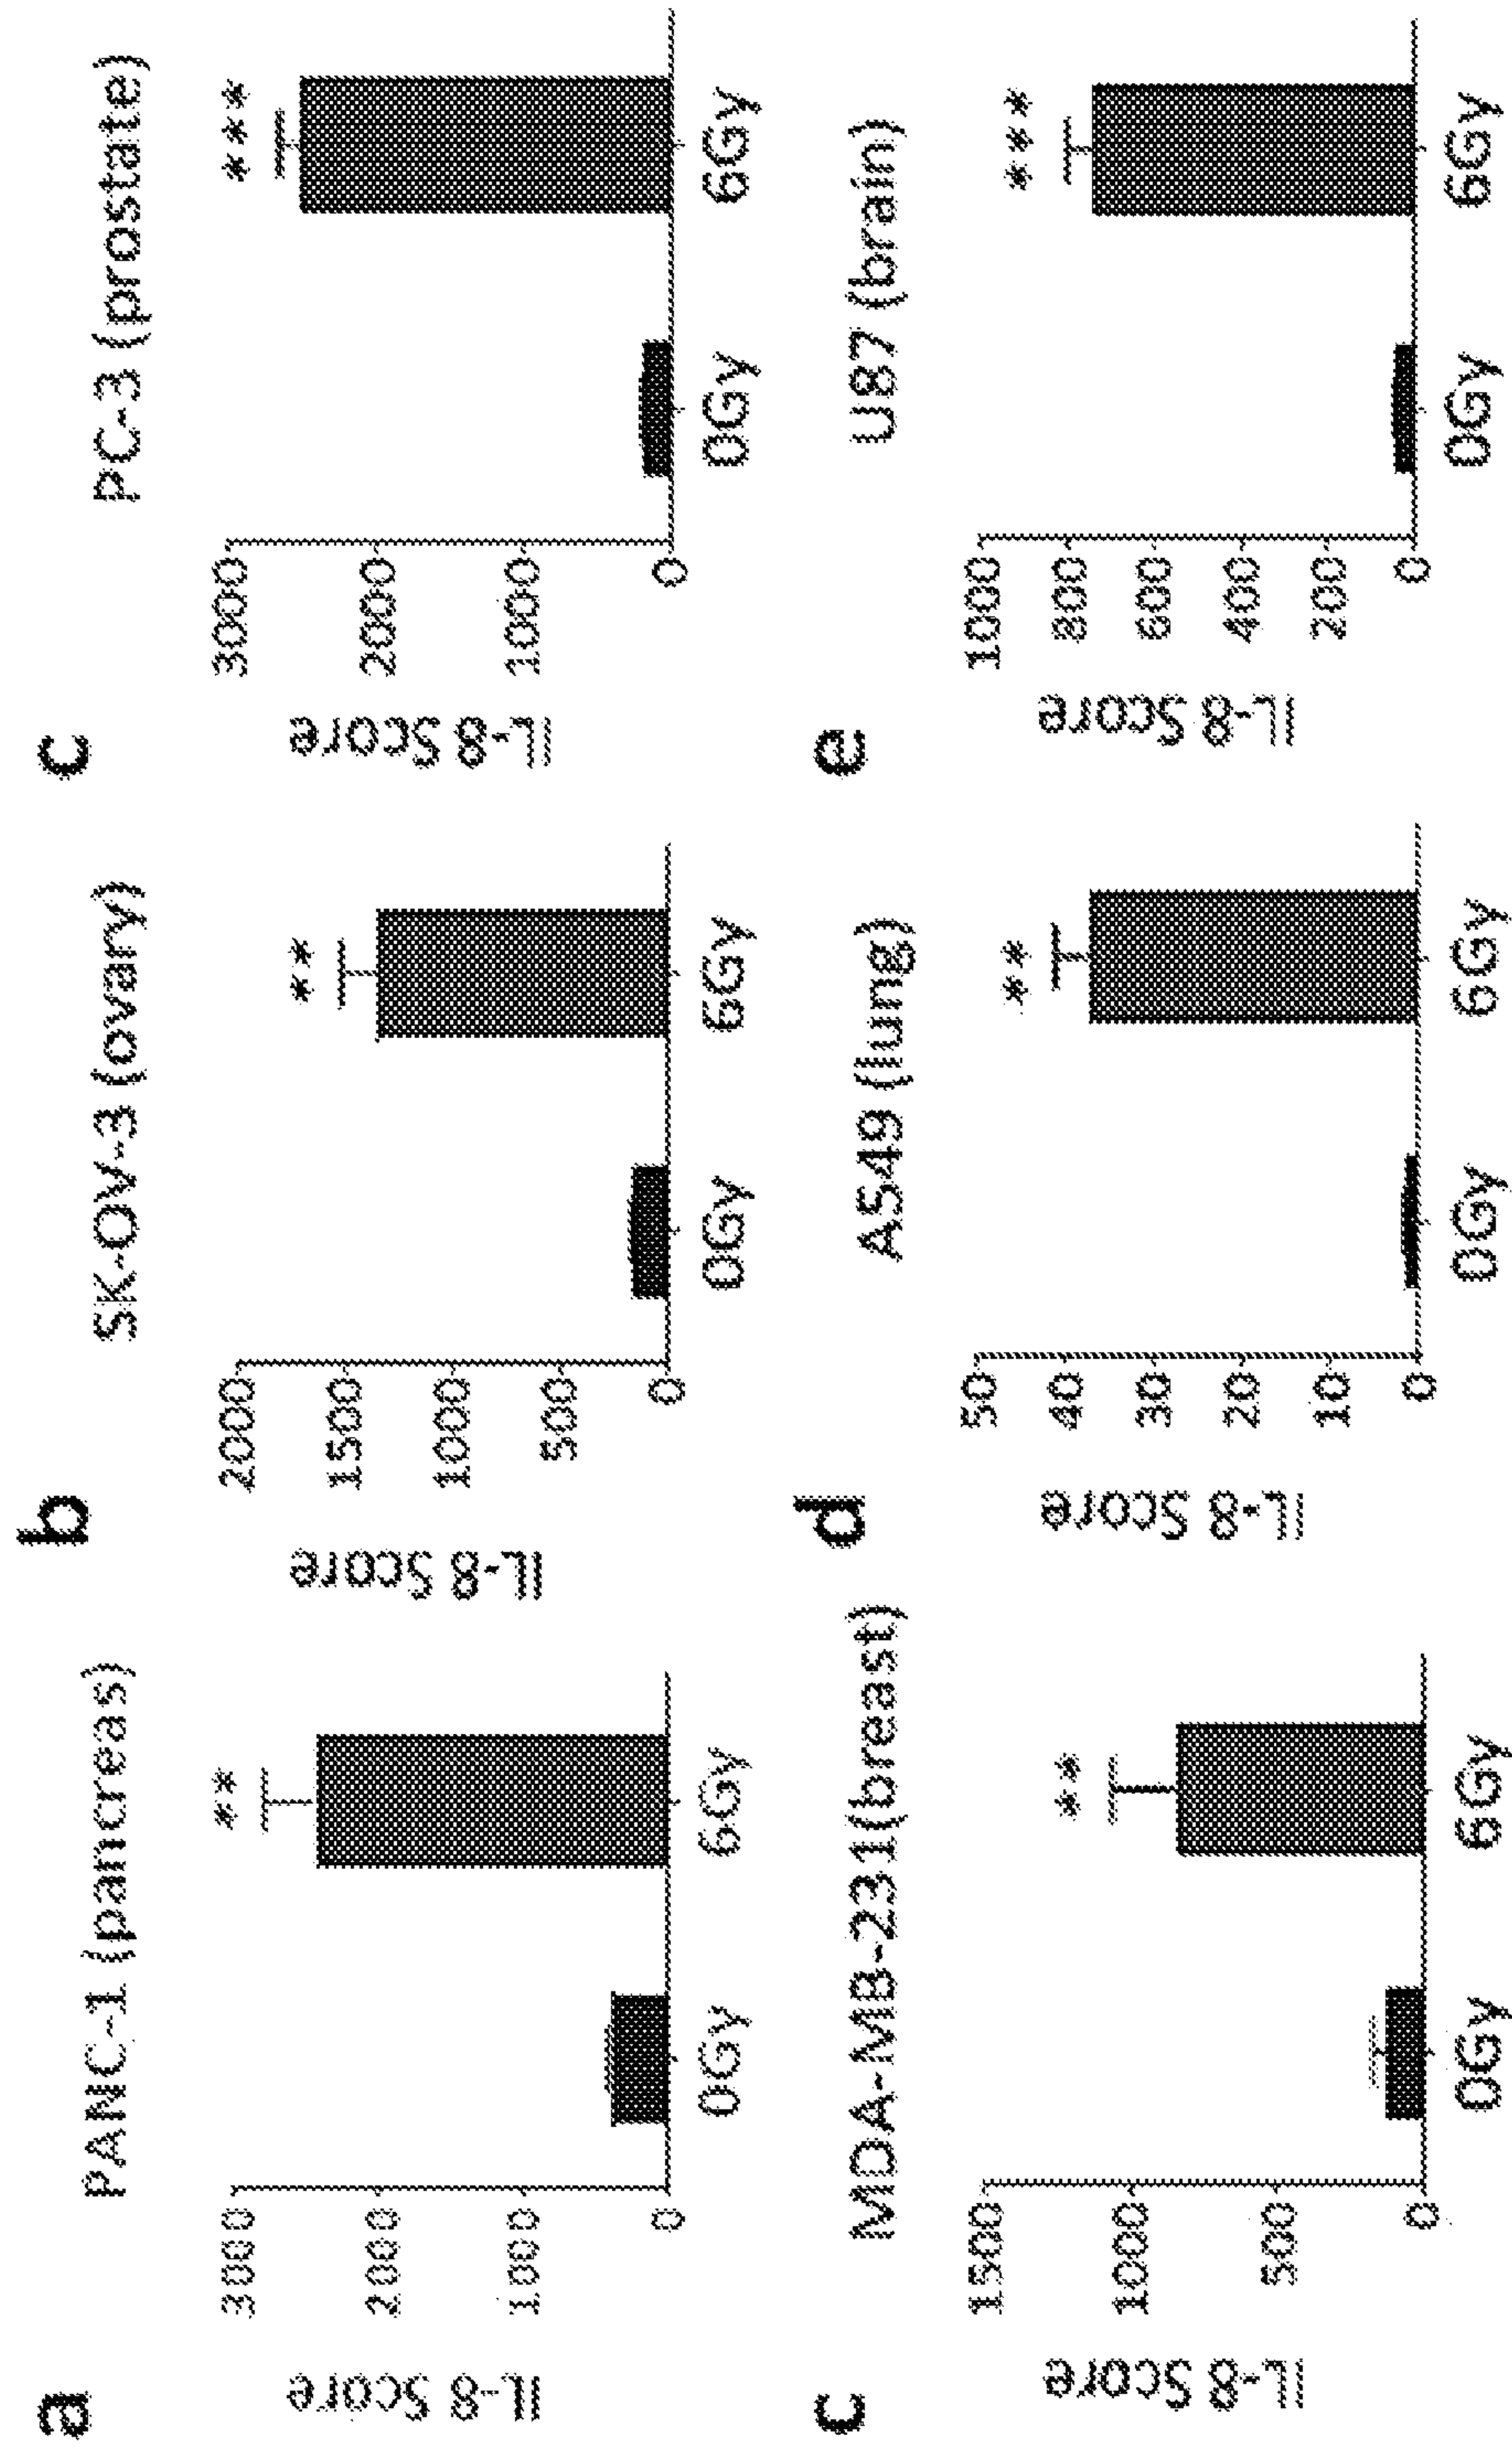 a
PANC-1 (pancreas)
IL-8 Score
3000
2000
1000
0
**
0Gy
6Gy
b
SK-OV-3 (ovary)
IL-8 Score
2000
1500
1000
500
0
**
0Gy
6Gy
c
PC-3 (prostate)
IL-8 Score
3000
2000
1000
0
***
0Gy
6Gy
c
MDA-MB-231(breast)
IL-8 Score
1500
1000
500
0
**
0Gy
6Gy
d
A549 (lung)
IL-8 Score
50
40
30
20
10
0
**
0Gy
6Gy
e
U87 (brain)
IL-8 Score
1000
800
600
400
200
0
***
0Gy
6Gy